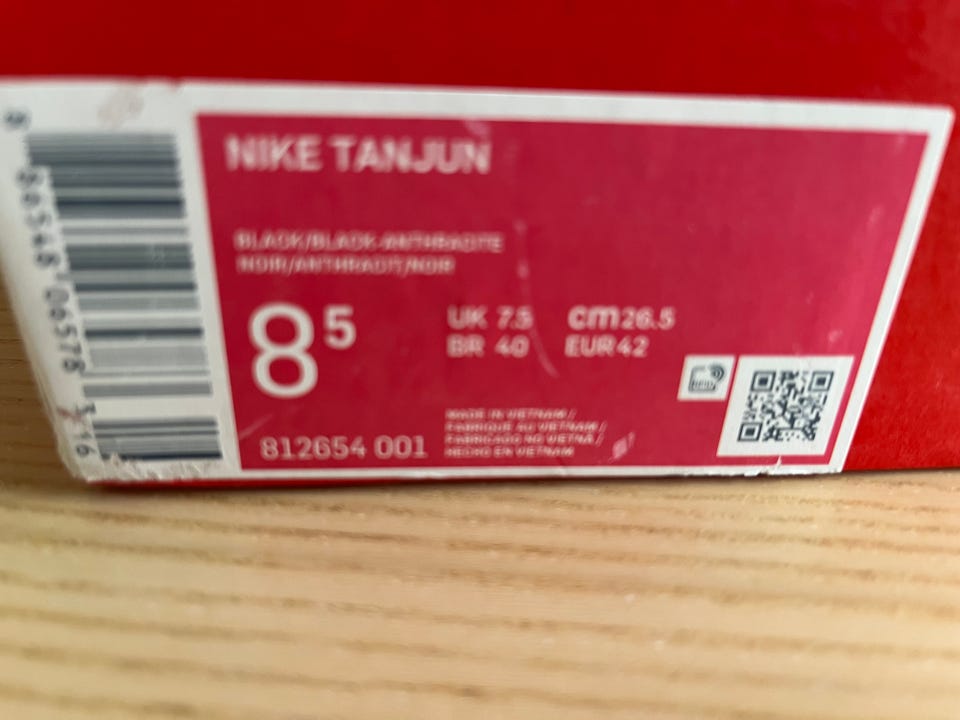 NIKE TANJUN
BLACK/BLACK-ANTHRACITE
NOIR/ANTHRACIT/NOIR
8 5
UK 7.5 cm 26.5
BR 40 EUR 42
812654 001
MADE IN VIETNAM /
FABRIQUE AU VIETNAM /
FABRICADO NO VIETNÃ /
HECHO EN VIETNAM